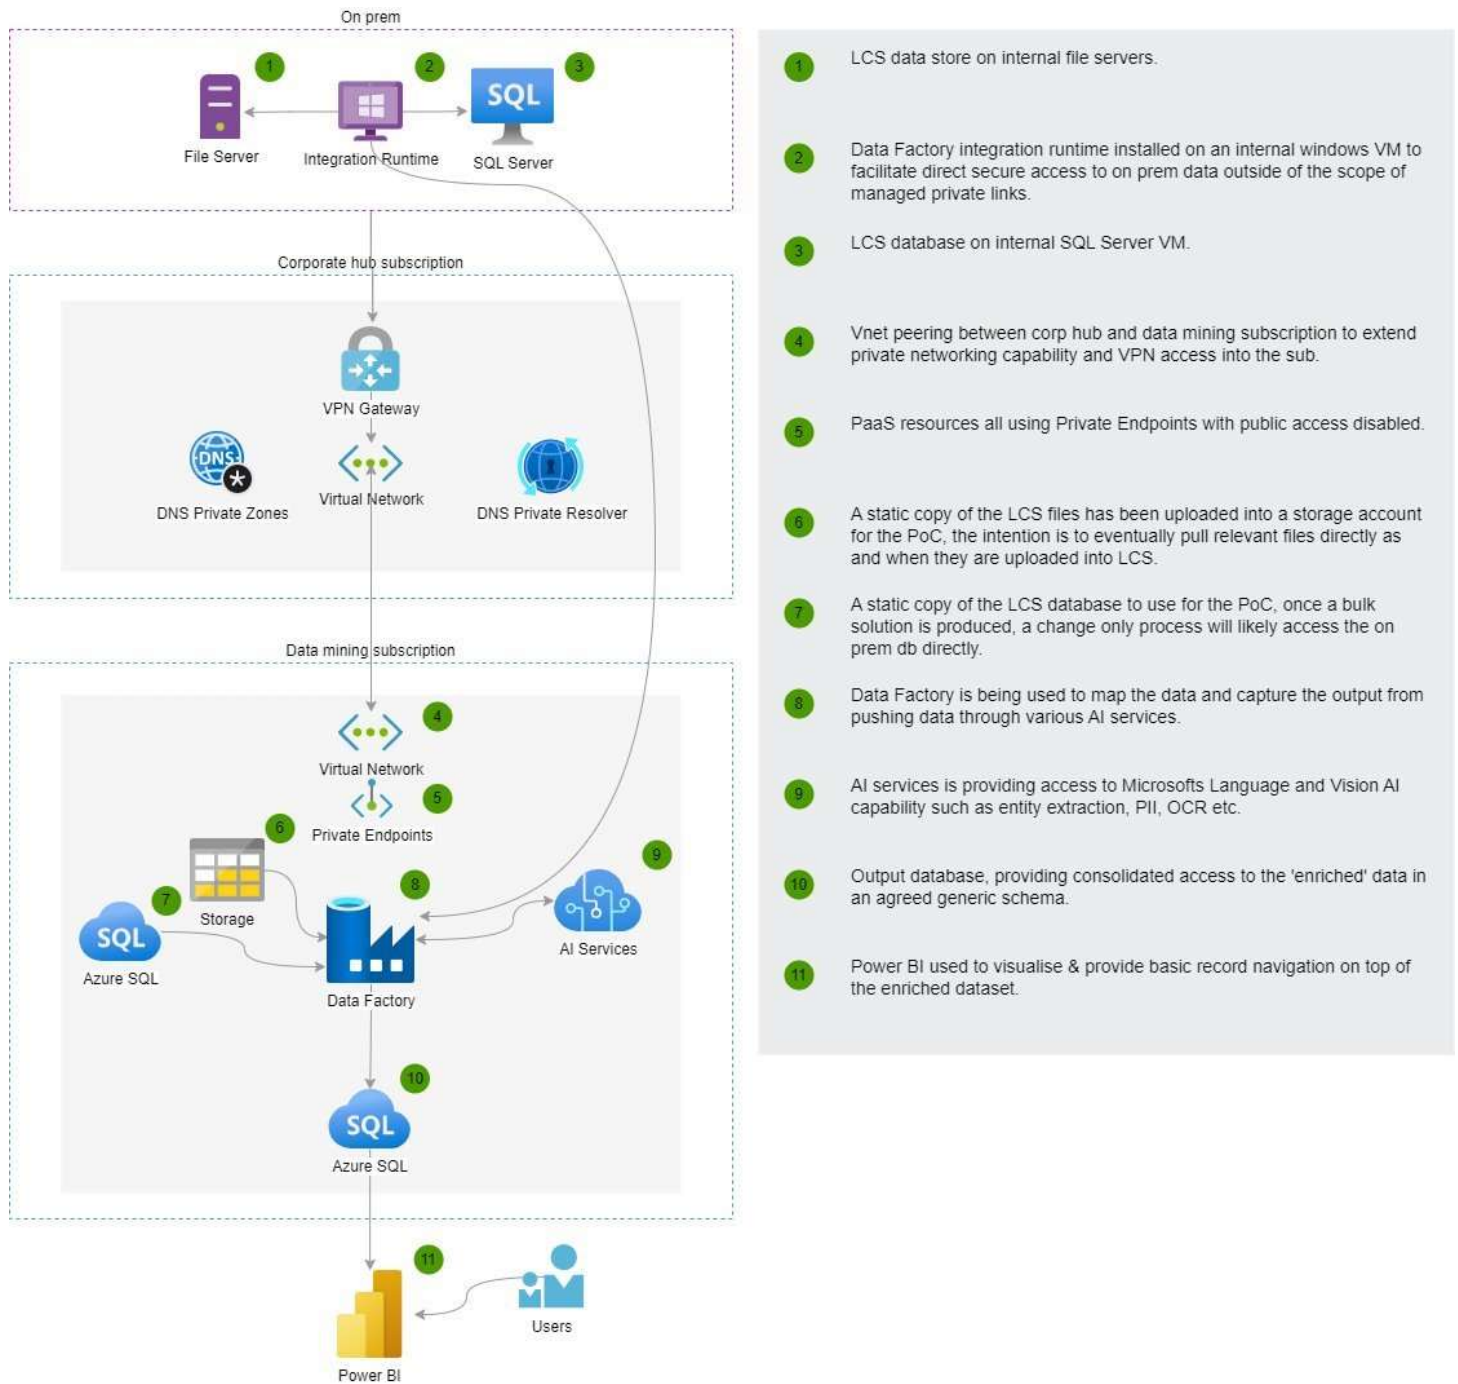 On prem
1
2
3
SQL
File Server
Integration Runtime
SQL Server
Corporate hub subscription
VPN Gateway
DNS
*
DNS Private Zones
Virtual Network
DNS Private Resolver
Data mining subscription
4
Virtual Network
5
Private Endpoints
6
9
8
7
Storage
SQL
AI Services
Azure SQL
Data Factory
10
SQL
Azure SQL
11
Users
Power BI
1
LCS data store on internal file servers.
2
Data Factory integration runtime installed on an internal windows VM to
facilitate direct secure access to on prem data outside of the scope of
managed private links.
3
LCS database on internal SQL Server VM.
4
Vnet peering between corp hub and data mining subscription to extend
private networking capability and VPN access into the sub.
5
PaaS resources all using Private Endpoints with public access disabled.
6
A static copy of the LCS files has been uploaded into a storage account
for the PoC, the intention is to eventually pull relevant files directly as
and when they are uploaded into LCS.
7
A static copy of the LCS database to use for the PoC, once a bulk
solution is produced, a change only process will likely access the on
prem db directly.
8
Data Factory is being used to map the data and capture the output from
pushing data through various AI services.
9
AI services is providing access to Microsofts Language and Vision AI
capability such as entity extraction, PII, OCR etc.
10
Output database, providing consolidated access to the 'enriched' data in
an agreed generic schema.
11
Power BI used to visualise & provide basic record navigation on top of
the enriched dataset.